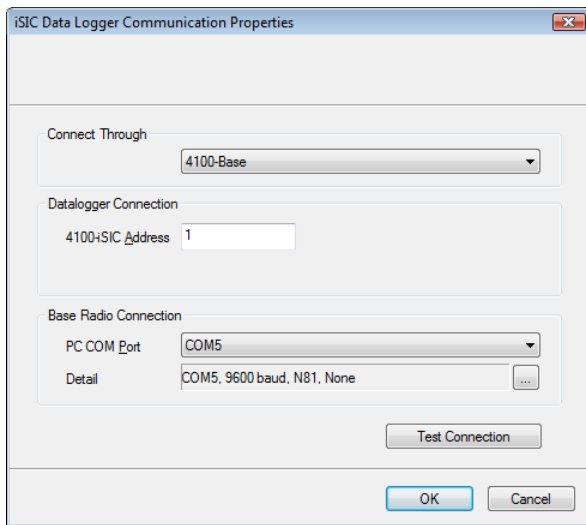 iSIC Data Logger Communication Properties
Connect Through
4100-Base
Datalogger Connection
4100-iSIC Address 1
Base Radio Connection
PC COM Port COM5
Detail COM5, 9600 baud, N81, None ...
Test Connection
OK Cancel